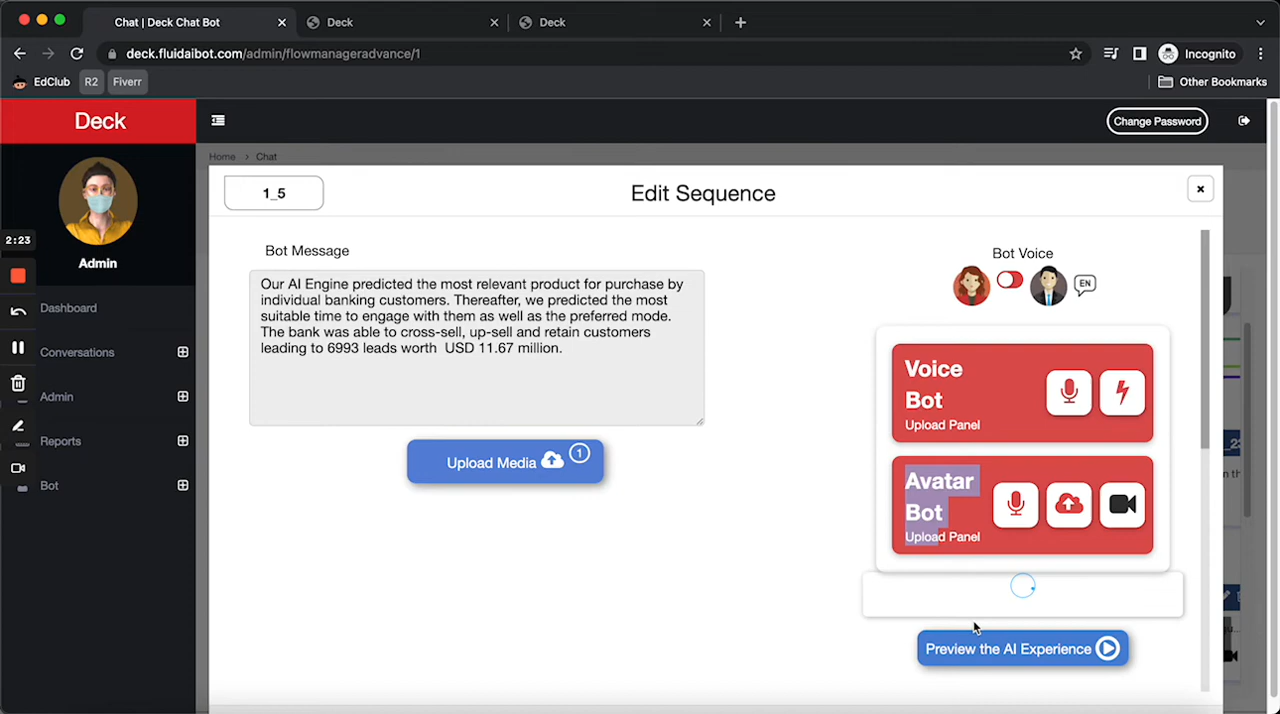 Chat | Deck Chat Bot
Deck
Deck
deck.fluidaibot.com/admin/flowmanageradvance/1
Incognito
EdClub
R2
Fiverr
Other Bookmarks
Deck
Change Password
Home > Chat
1_5
Edit Sequence
2:23
Admin
Bot Message
Bot Voice
EN
Our AI Engine predicted the most relevant product for purchase by
individual banking customers. Thereafter, we predicted the most
suitable time to engage with them as well as the preferred mode.
The bank was able to cross-sell, up-sell and retain customers
leading to 6993 leads worth  USD 11.67 million.
Dashboard
Conversations
Admin
Reports
Bot
Upload Media
1
Voice
Bot
Upload Panel
Avatar
Bot
Upload Panel
Preview the AI Experience